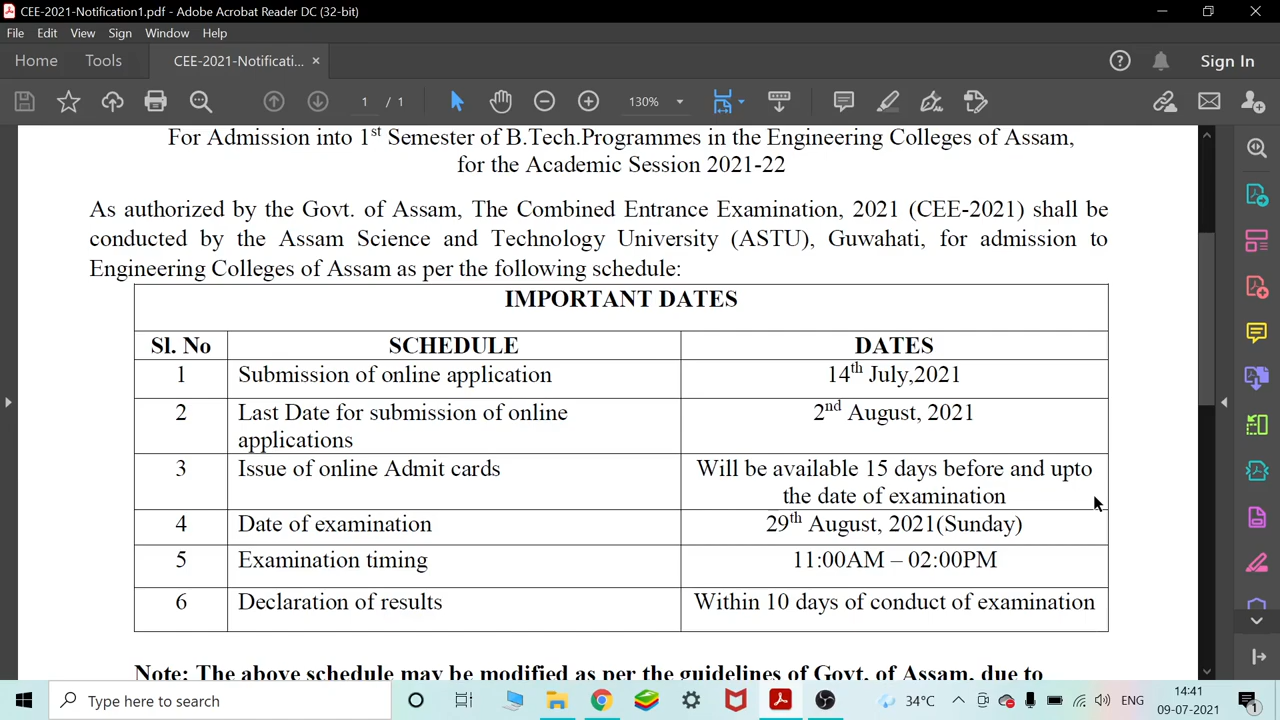 CEE-2021-Notification1.pdf - Adobe Acrobat Reader DC (32-bit)
File Edit View Sign Window Help
Home Tools CEE-2021-Notificati... × Sign In
1 / 1 130%
For Admission into 1st Semester of B.Tech.Programmes in the Engineering Colleges of Assam,
for the Academic Session 2021-22
As authorized by the Govt. of Assam, The Combined Entrance Examination, 2021 (CEE-2021) shall be
conducted by the Assam Science and Technology University (ASTU), Guwahati, for admission to
Engineering Colleges of Assam as per the following schedule:
IMPORTANT DATES
Sl. No SCHEDULE DATES
1 Submission of online application 14th July,2021
2 Last Date for submission of online 2nd August, 2021
applications
3 Issue of online Admit cards Will be available 15 days before and upto
the date of examination
4 Date of examination 29th August, 2021(Sunday)
5 Examination timing 11:00AM – 02:00PM
6 Declaration of results Within 10 days of conduct of examination
Note: The above schedule may be modified as per the guidelines of Govt. of Assam, due to
Type here to search 34°C ENG 14:41
09-07-2021 1